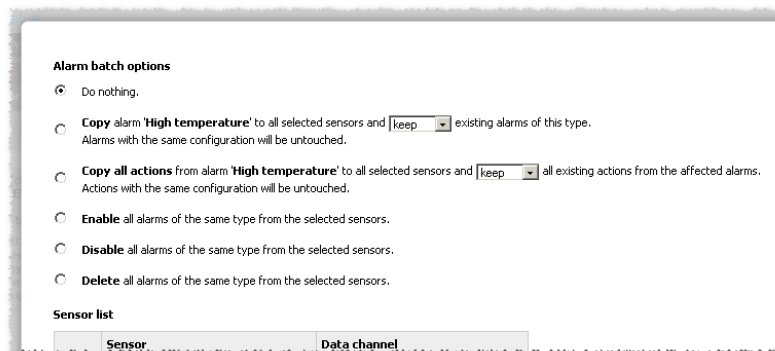 Alarm batch options
Do nothing.
Copy alarm 'High temperature' to all selected sensors and keep existing alarms of this type.
Alarms with the same configuration will be untouched.
Copy all actions from alarm 'High temperature' to all selected sensors and keep all existing actions from the affected alarms.
Actions with the same configuration will be untouched.
Enable all alarms of the same type from the selected sensors.
Disable all alarms of the same type from the selected sensors.
Delete all alarms of the same type from the selected sensors.
Sensor list
Sensor Data channel